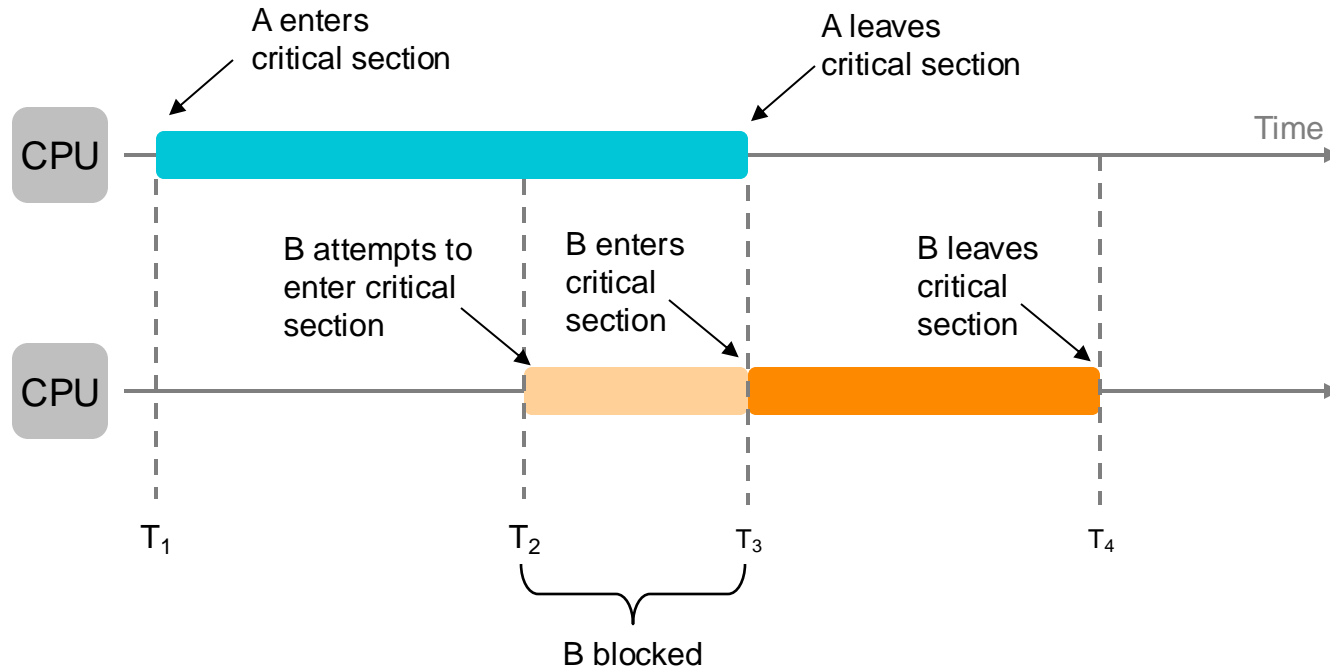 A enters
critical section
A leaves
critical section
CPU
Time
B attempts to
enter critical
section
B enters
critical
section
B leaves
critical
section
CPU
T₁
T₂
T₃
T₄
B blocked